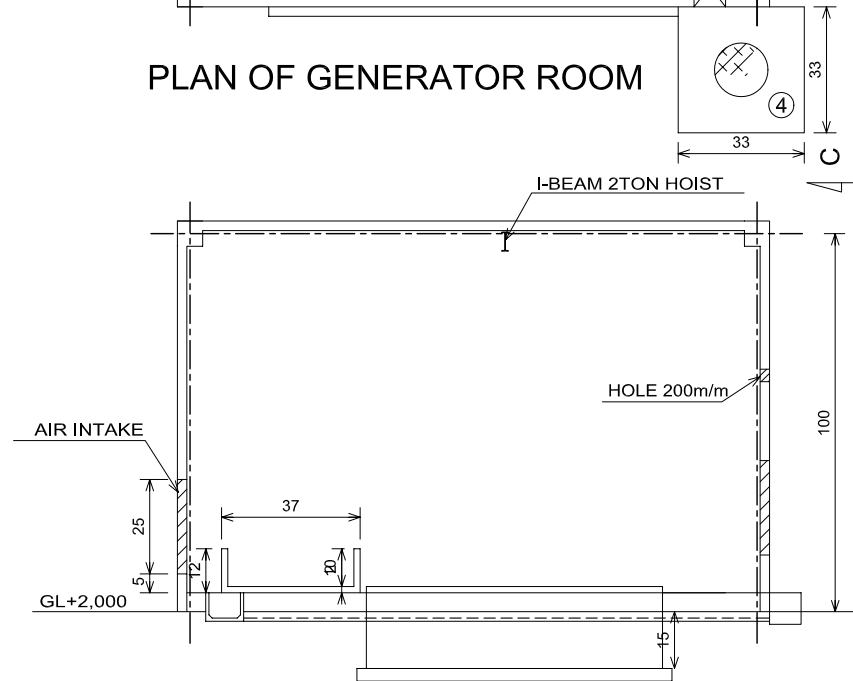 PLAN OF GENERATOR ROOM
33
4
33
C
I-BEAM 2TON HOIST
HOLE 200m/m
100
AIR INTAKE
37
25
12
5
GL+2,000
15